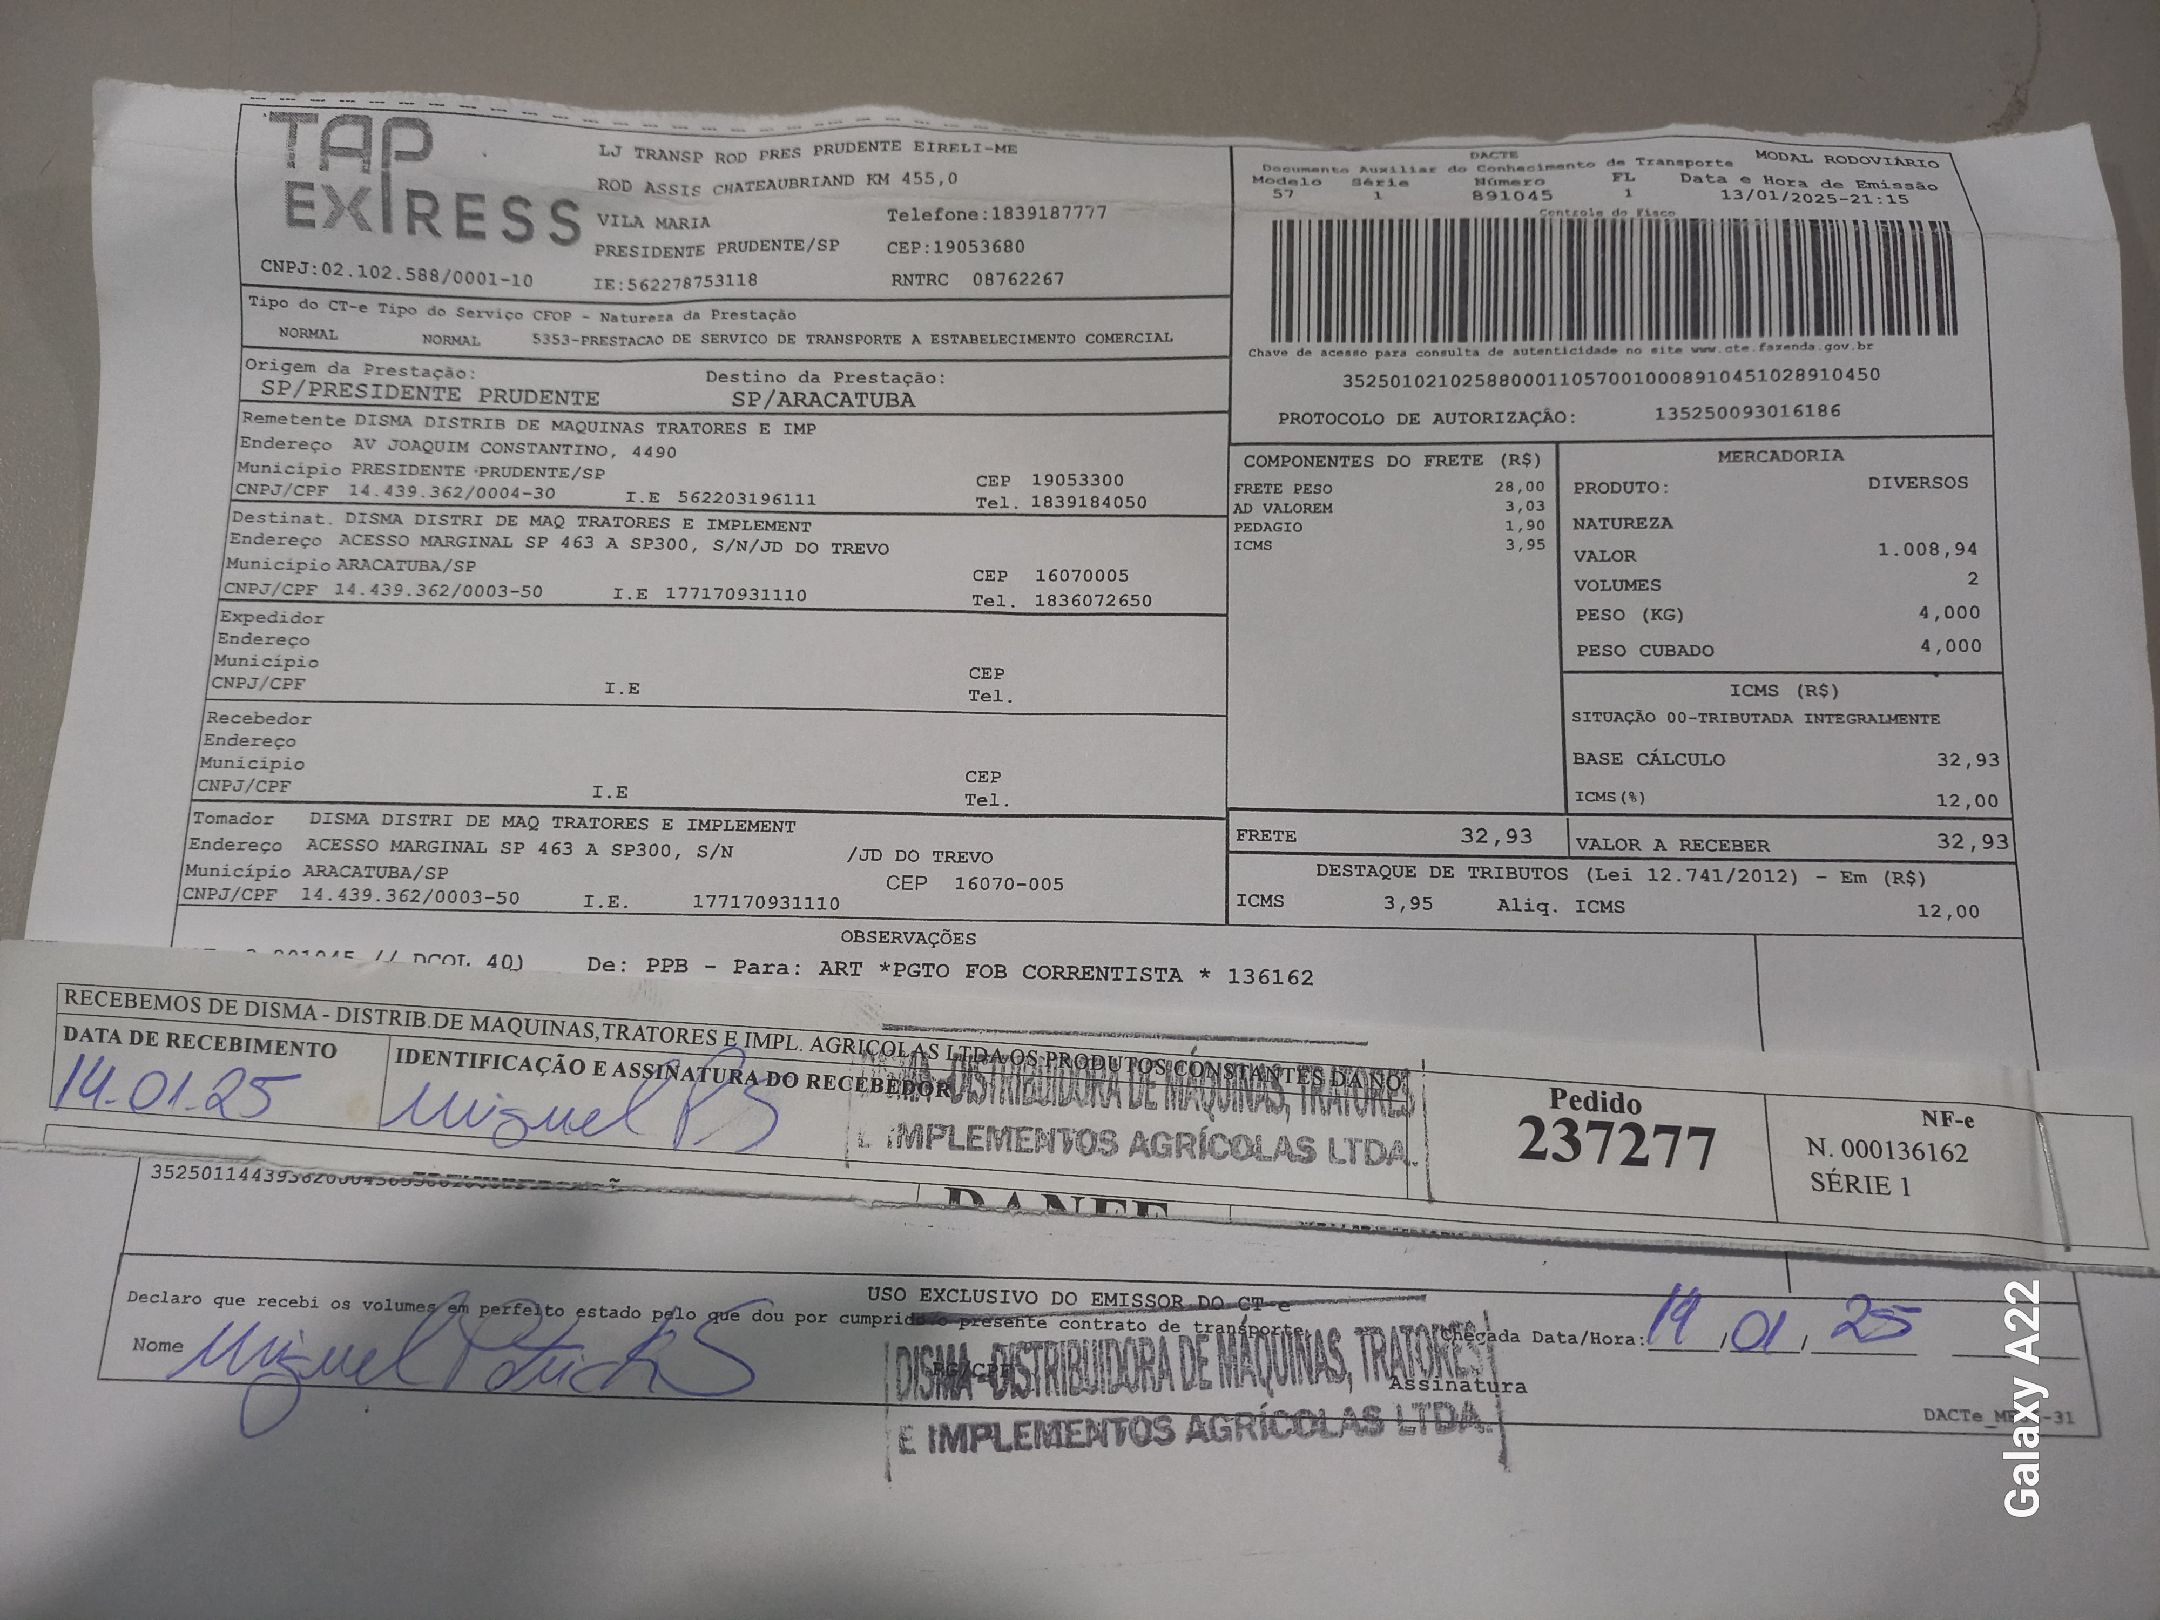 TAP
EXIRESS
LJ TRANSP ROD PRES PRUDENTE EIRELI-ME
ROD ASSIS CHATEAUBRIAND KM 455,0
VILA MARIA Telefone:1839187777
PRESIDENTE PRUDENTE/SP CEP:19053680
CNPJ:02.102.588/0001-10 IE:562278753118 RNTRC 08762267
DACTE MODAL RODOVIÁRIO
Documento Auxiliar do Conhecimento de Transporte
Modelo Série Número FL Data e Hora de Emissão
57 1 891045 1 13/01/2025-21:15
Controle do Fisco
Chave de acesso para consulta de autenticidade no site www.cte.fazenda.gov.br
35250102102588000110570010008910451028910450
PROTOCOLO DE AUTORIZAÇÃO: 135250093016186
Tipo do CT-e Tipo do Serviço CFOP - Natureza da Prestação
NORMAL NORMAL 5353-PRESTACAO DE SERVICO DE TRANSPORTE A ESTABELECIMENTO COMERCIAL
Origem da Prestação: Destino da Prestação:
SP/PRESIDENTE PRUDENTE SP/ARACATUBA
Remetente DISMA DISTRIB DE MAQUINAS TRATORES E IMP
Endereço AV JOAQUIM CONSTANTINO, 4490
Município PRESIDENTE PRUDENTE/SP CEP 19053300
CNPJ/CPF 14.439.362/0004-30 I.E 562203196111 Tel. 1839184050
Destinat. DISMA DISTRI DE MAQ TRATORES E IMPLEMENT
Endereço ACESSO MARGINAL SP 463 A SP300, S/N/JD DO TREVO
Município ARACATUBA/SP CEP 16070005
CNPJ/CPF 14.439.362/0003-50 I.E 177170931110 Tel. 1836072650
Expedidor
Endereço
Município CEP
CNPJ/CPF I.E Tel.
Recebedor
Endereço
Município CEP
CNPJ/CPF I.E Tel.
Tomador DISMA DISTRI DE MAQ TRATORES E IMPLEMENT
Endereço ACESSO MARGINAL SP 463 A SP300, S/N /JD DO TREVO
Município ARACATUBA/SP CEP 16070-005
CNPJ/CPF 14.439.362/0003-50 I.E. 177170931110
COMPONENTES DO FRETE (R$)
FRETE PESO 28,00
AD VALOREM 3,03
PEDAGIO 1,90
ICMS 3,95
MERCADORIA
PRODUTO: DIVERSOS
NATUREZA
VALOR 1.008,94
VOLUMES 2
PESO (KG) 4,000
PESO CUBADO 4,000
ICMS (R$)
SITUAÇÃO 00-TRIBUTADA INTEGRALMENTE
BASE CÁLCULO 32,93
ICMS(%) 12,00
FRETE 32,93 VALOR A RECEBER 32,93
DESTAQUE DE TRIBUTOS (Lei 12.741/2012) - Em (R$)
ICMS 3,95 Aliq. ICMS 12,00
OBSERVAÇÕES
891045 // DCOL 40) De: PPB - Para: ART *PGTO FOB CORRENTISTA * 136162
RECEBEMOS DE DISMA - DISTRIB.DE MAQUINAS,TRATORES E IMPL. AGRICOLAS LTDA OS PRODUTOS CONSTANTES DA NO
DATA DE RECEBIMENTO IDENTIFICAÇÃO E ASSINATURA DO RECEBEDOR
14.01.25 Miguel
DISMA - DISTRIBUIDORA DE MÁQUINAS, TRATORES
E IMPLEMENTOS AGRÍCOLAS LTDA.
Pedido
237277
NF-e
N. 000136162
SÉRIE 1
DANFE
USO EXCLUSIVO DO EMISSOR DO CT-e
Declaro que recebi os volumes em perfeito estado pelo que dou por cumprido o presente contrato de transporte
Nome Miguel RG/CPF Assinatura
Chegada Data/Hora: 14/01/25
DISMA - DISTRIBUIDORA DE MÁQUINAS, TRATORES
E IMPLEMENTOS AGRÍCOLAS LTDA.
Galaxy A22